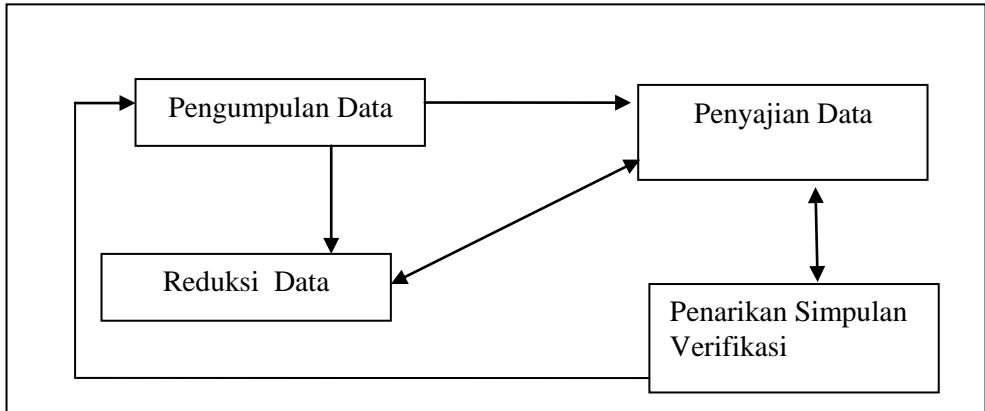 Pengumpulan Data
Penyajian Data
Reduksi Data
Penarikan Simpulan
Verifikasi